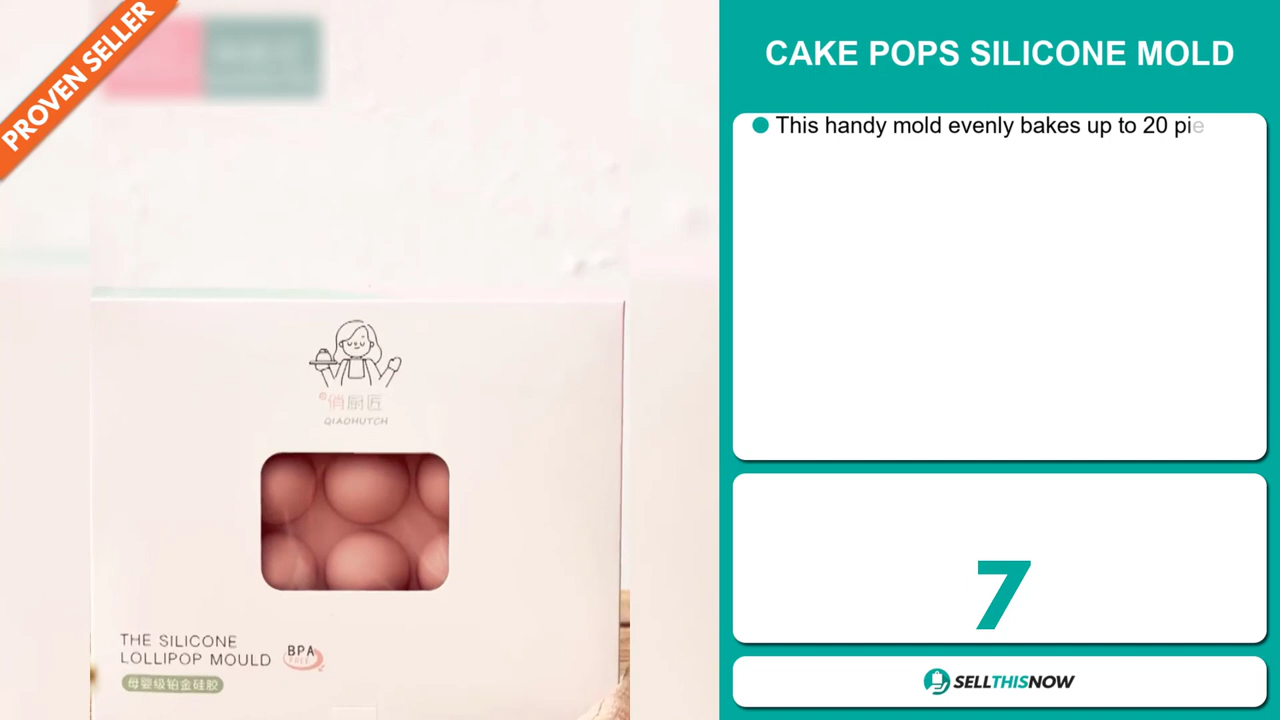 PROVEN SELLER
CAKE POPS SILICONE MOLD
This handy mold evenly bakes up to 20 pie
俏厨匠
QIAOHUTCH
THE SILICONE
LOLLIPOP MOULD
BPA
FREE
母婴级铂金硅胶
7
SELLTHISNOW